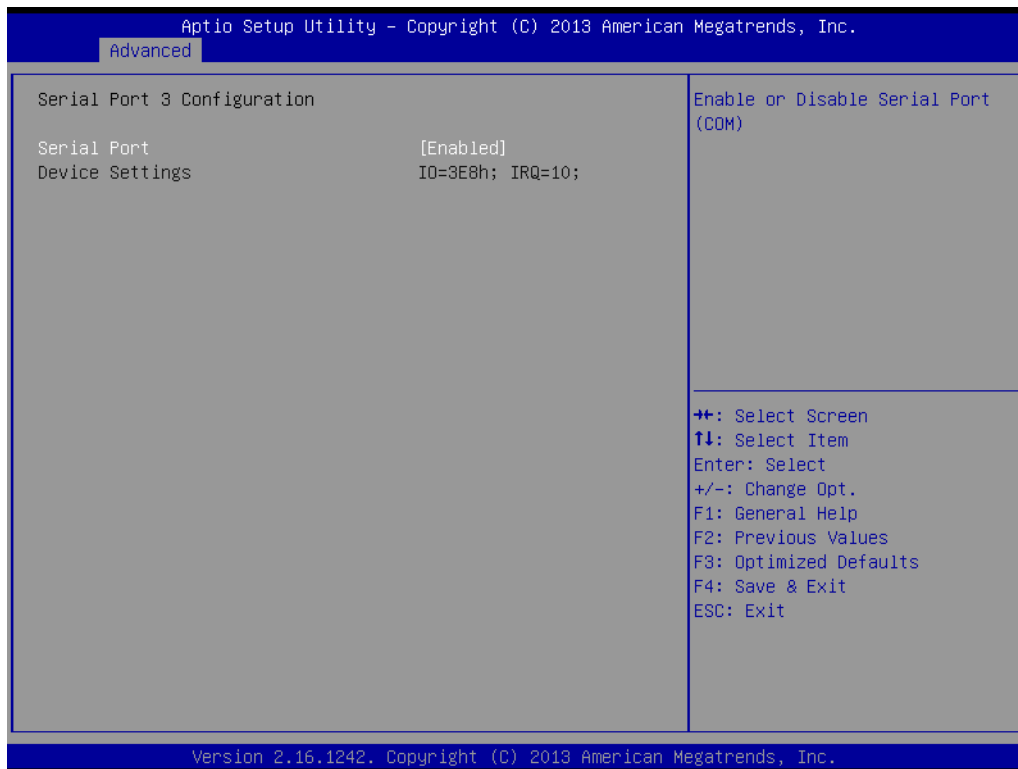 Aptio Setup Utility – Copyright (C) 2013 American Megatrends, Inc.
Advanced
Serial Port 3 Configuration
Serial Port [Enabled]
Device Settings IO=3E8h; IRQ=10;
Enable or Disable Serial Port
(COM)
→←: Select Screen
↑↓: Select Item
Enter: Select
+/-: Change Opt.
F1: General Help
F2: Previous Values
F3: Optimized Defaults
F4: Save & Exit
ESC: Exit
Version 2.16.1242. Copyright (C) 2013 American Megatrends, Inc.